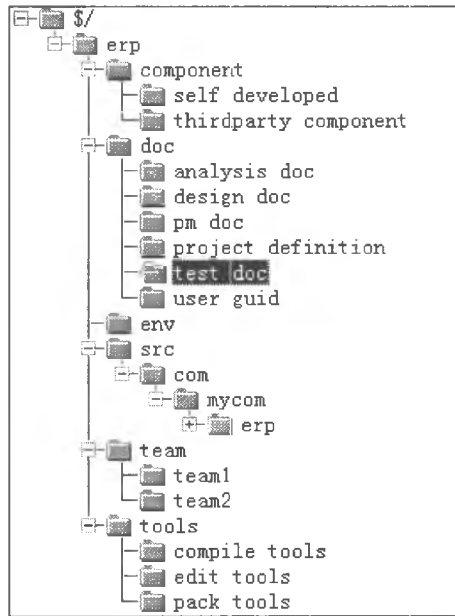 $/
erp
component
self developed
thirdparty component
doc
analysis doc
design doc
pm doc
project definition
test doc
user guid
env
src
com
mycom
erp
team
team1
team2
tools
compile tools
edit tools
pack tools